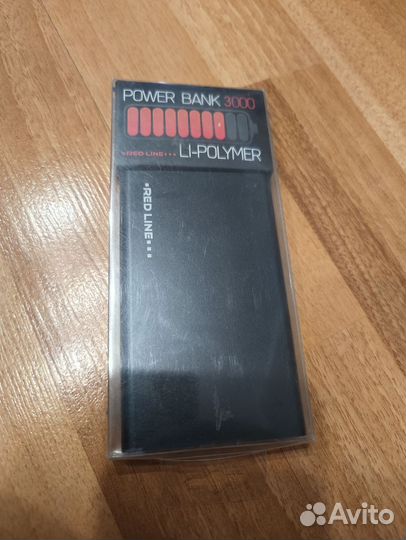 POWER BANK 3000
RED LINE
LI-POLYMER
RED LINE
Avito